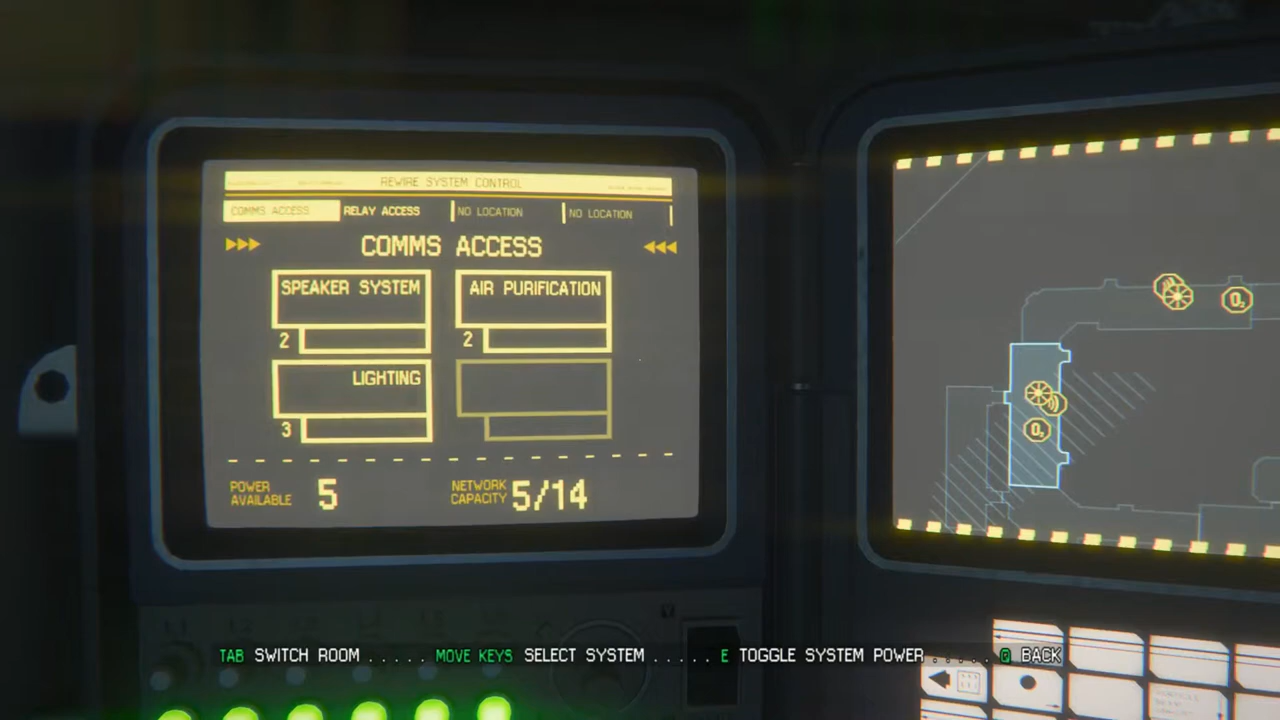 REWIRE SYSTEM CONTROL
COMMS ACCESS RELAY ACCESS NO LOCATION NO LOCATION
COMMS ACCESS
SPEAKER SYSTEM AIR PURIFICATION
2 2
LIGHTING
3
POWER AVAILABLE 5 NETWORK CAPACITY 5/14
O₂
O₂
TAB SWITCH ROOM ..... MOVE KEYS SELECT SYSTEM ..... E TOGGLE SYSTEM POWER ..... Q BACK